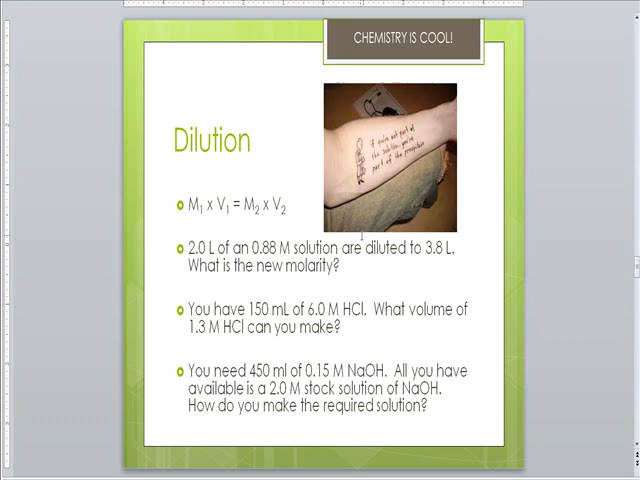 CHEMISTRY IS COOL!
Dilution
If you're not part of
the solution, you're
part of the precipitate
M1 x V1 = M2 x V2
2.0 L of an 0.88 M solution are diluted to 3.8 L.
What is the new molarity?
You have 150 mL of 6.0 M HCl. What volume of
1.3 M HCl can you make?
You need 450 ml of 0.15 M NaOH. All you have
available is a 2.0 M stock solution of NaOH.
How do you make the required solution?